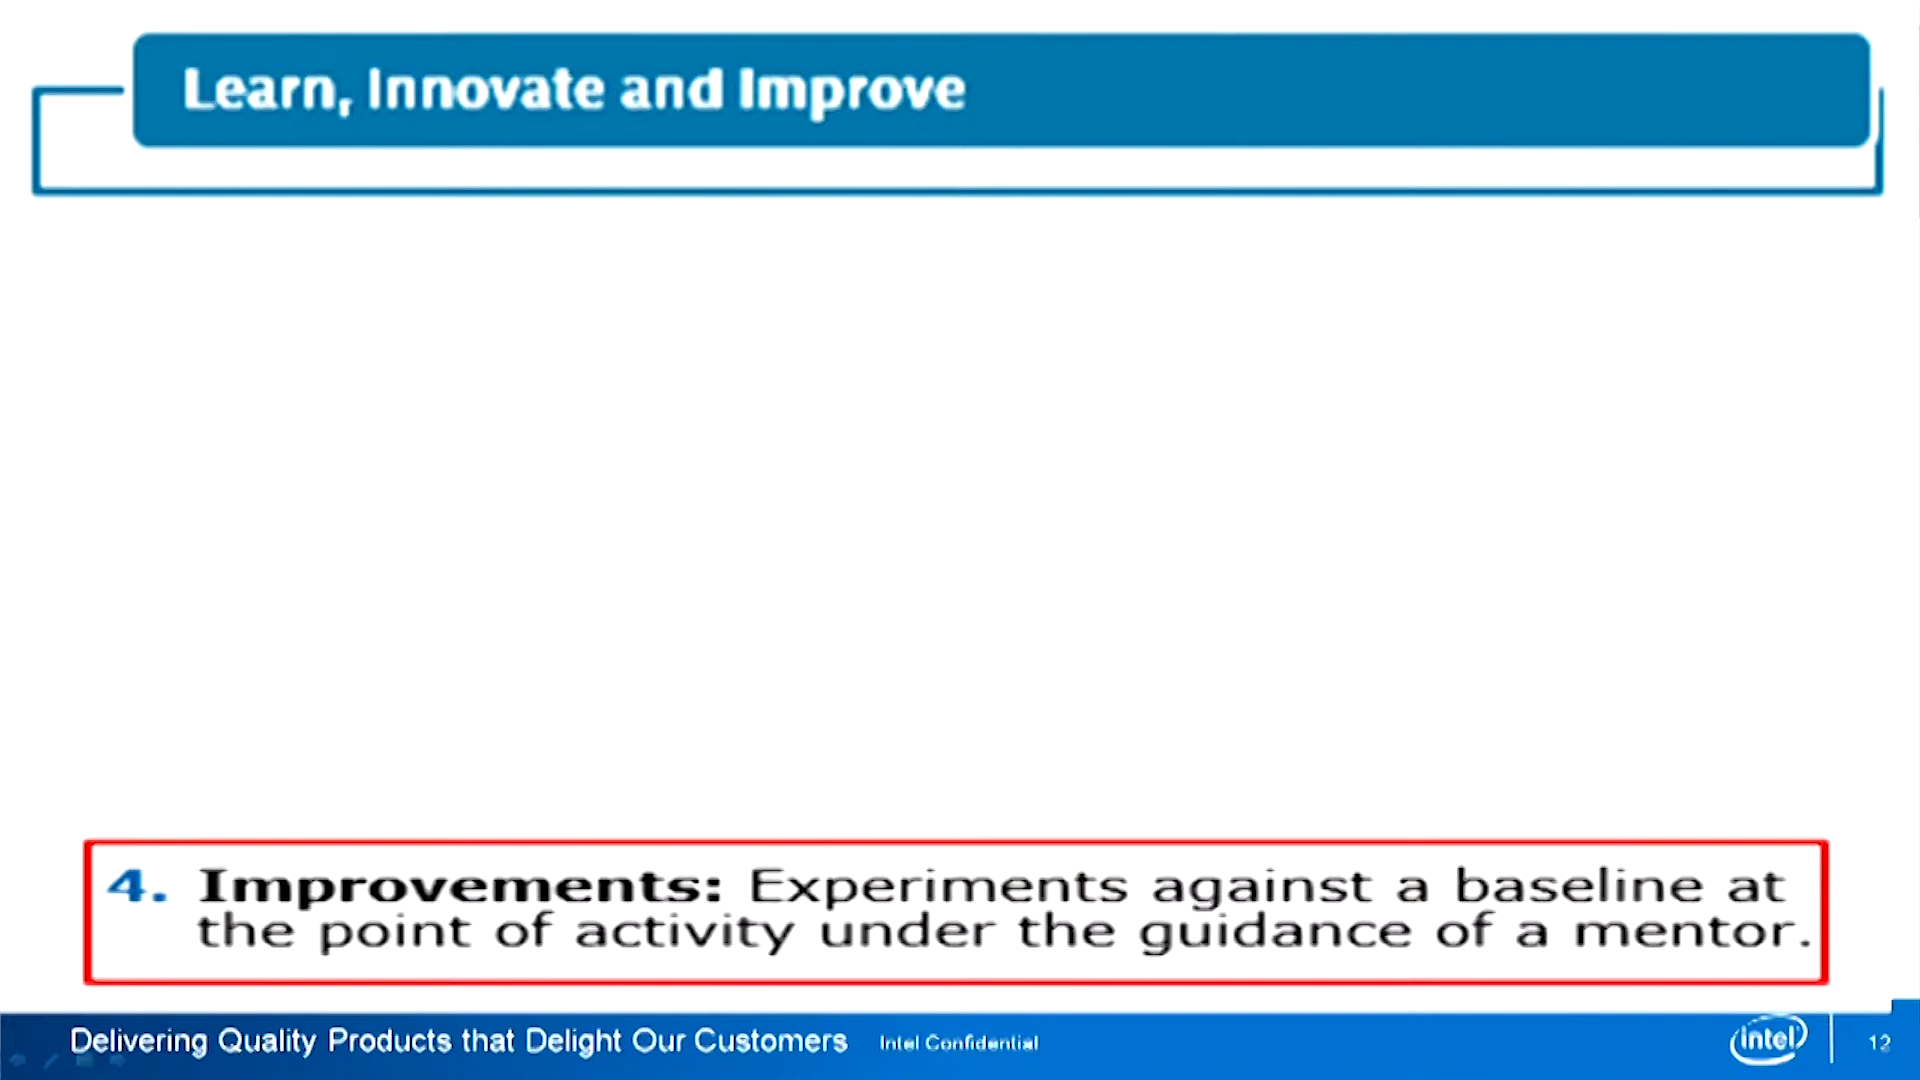 Learn, Innovate and Improve
4. Improvements: Experiments against a baseline at
the point of activity under the guidance of a mentor.
Delivering Quality Products that Delight Our Customers Intel Confidential intel 12